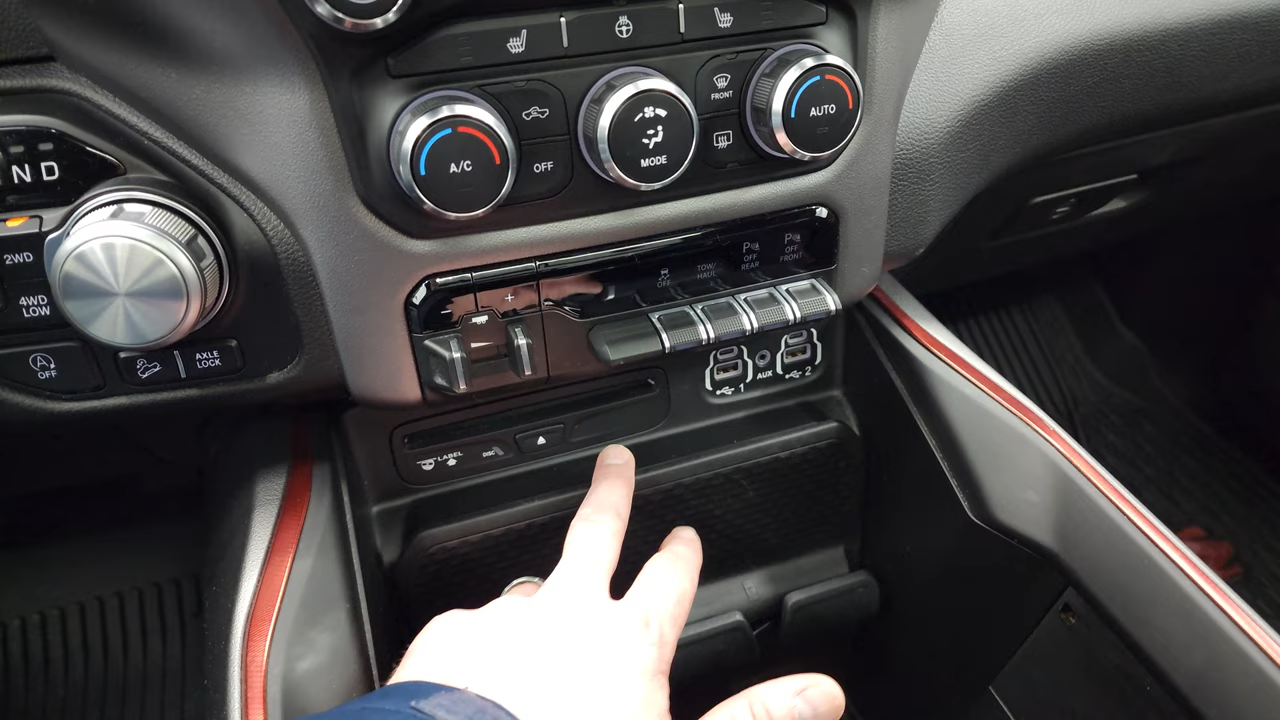 A/C
OFF
MODE
FRONT
AUTO
N D
2WD
4WD
LOW
OFF
AXLE
LOCK
- +
OFF
TOW/
HAUL
P
OFF
REAR
P
OFF
FRONT
1
AUX
2
LABEL
DISC